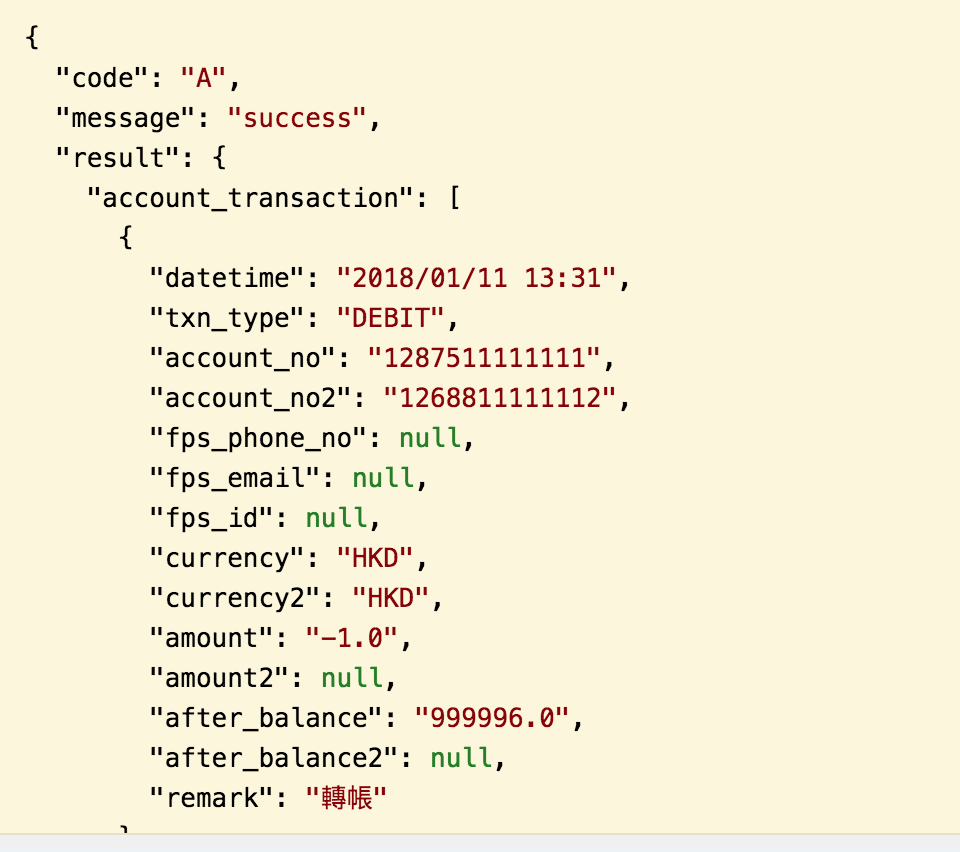 {
"code": "A",
"message": "success",
"result": {
"account_transaction": [
{
"datetime": "2018/01/11 13:31",
"txn_type": "DEBIT",
"account_no": "1287511111111",
"account_no2": "1268811111112",
"fps_phone_no": null,
"fps_email": null,
"fps_id": null,
"currency": "HKD",
"currency2": "HKD",
"amount": "-1.0",
"amount2": null,
"after_balance": "999996.0",
"after_balance2": null,
"remark": "轉帳"
}